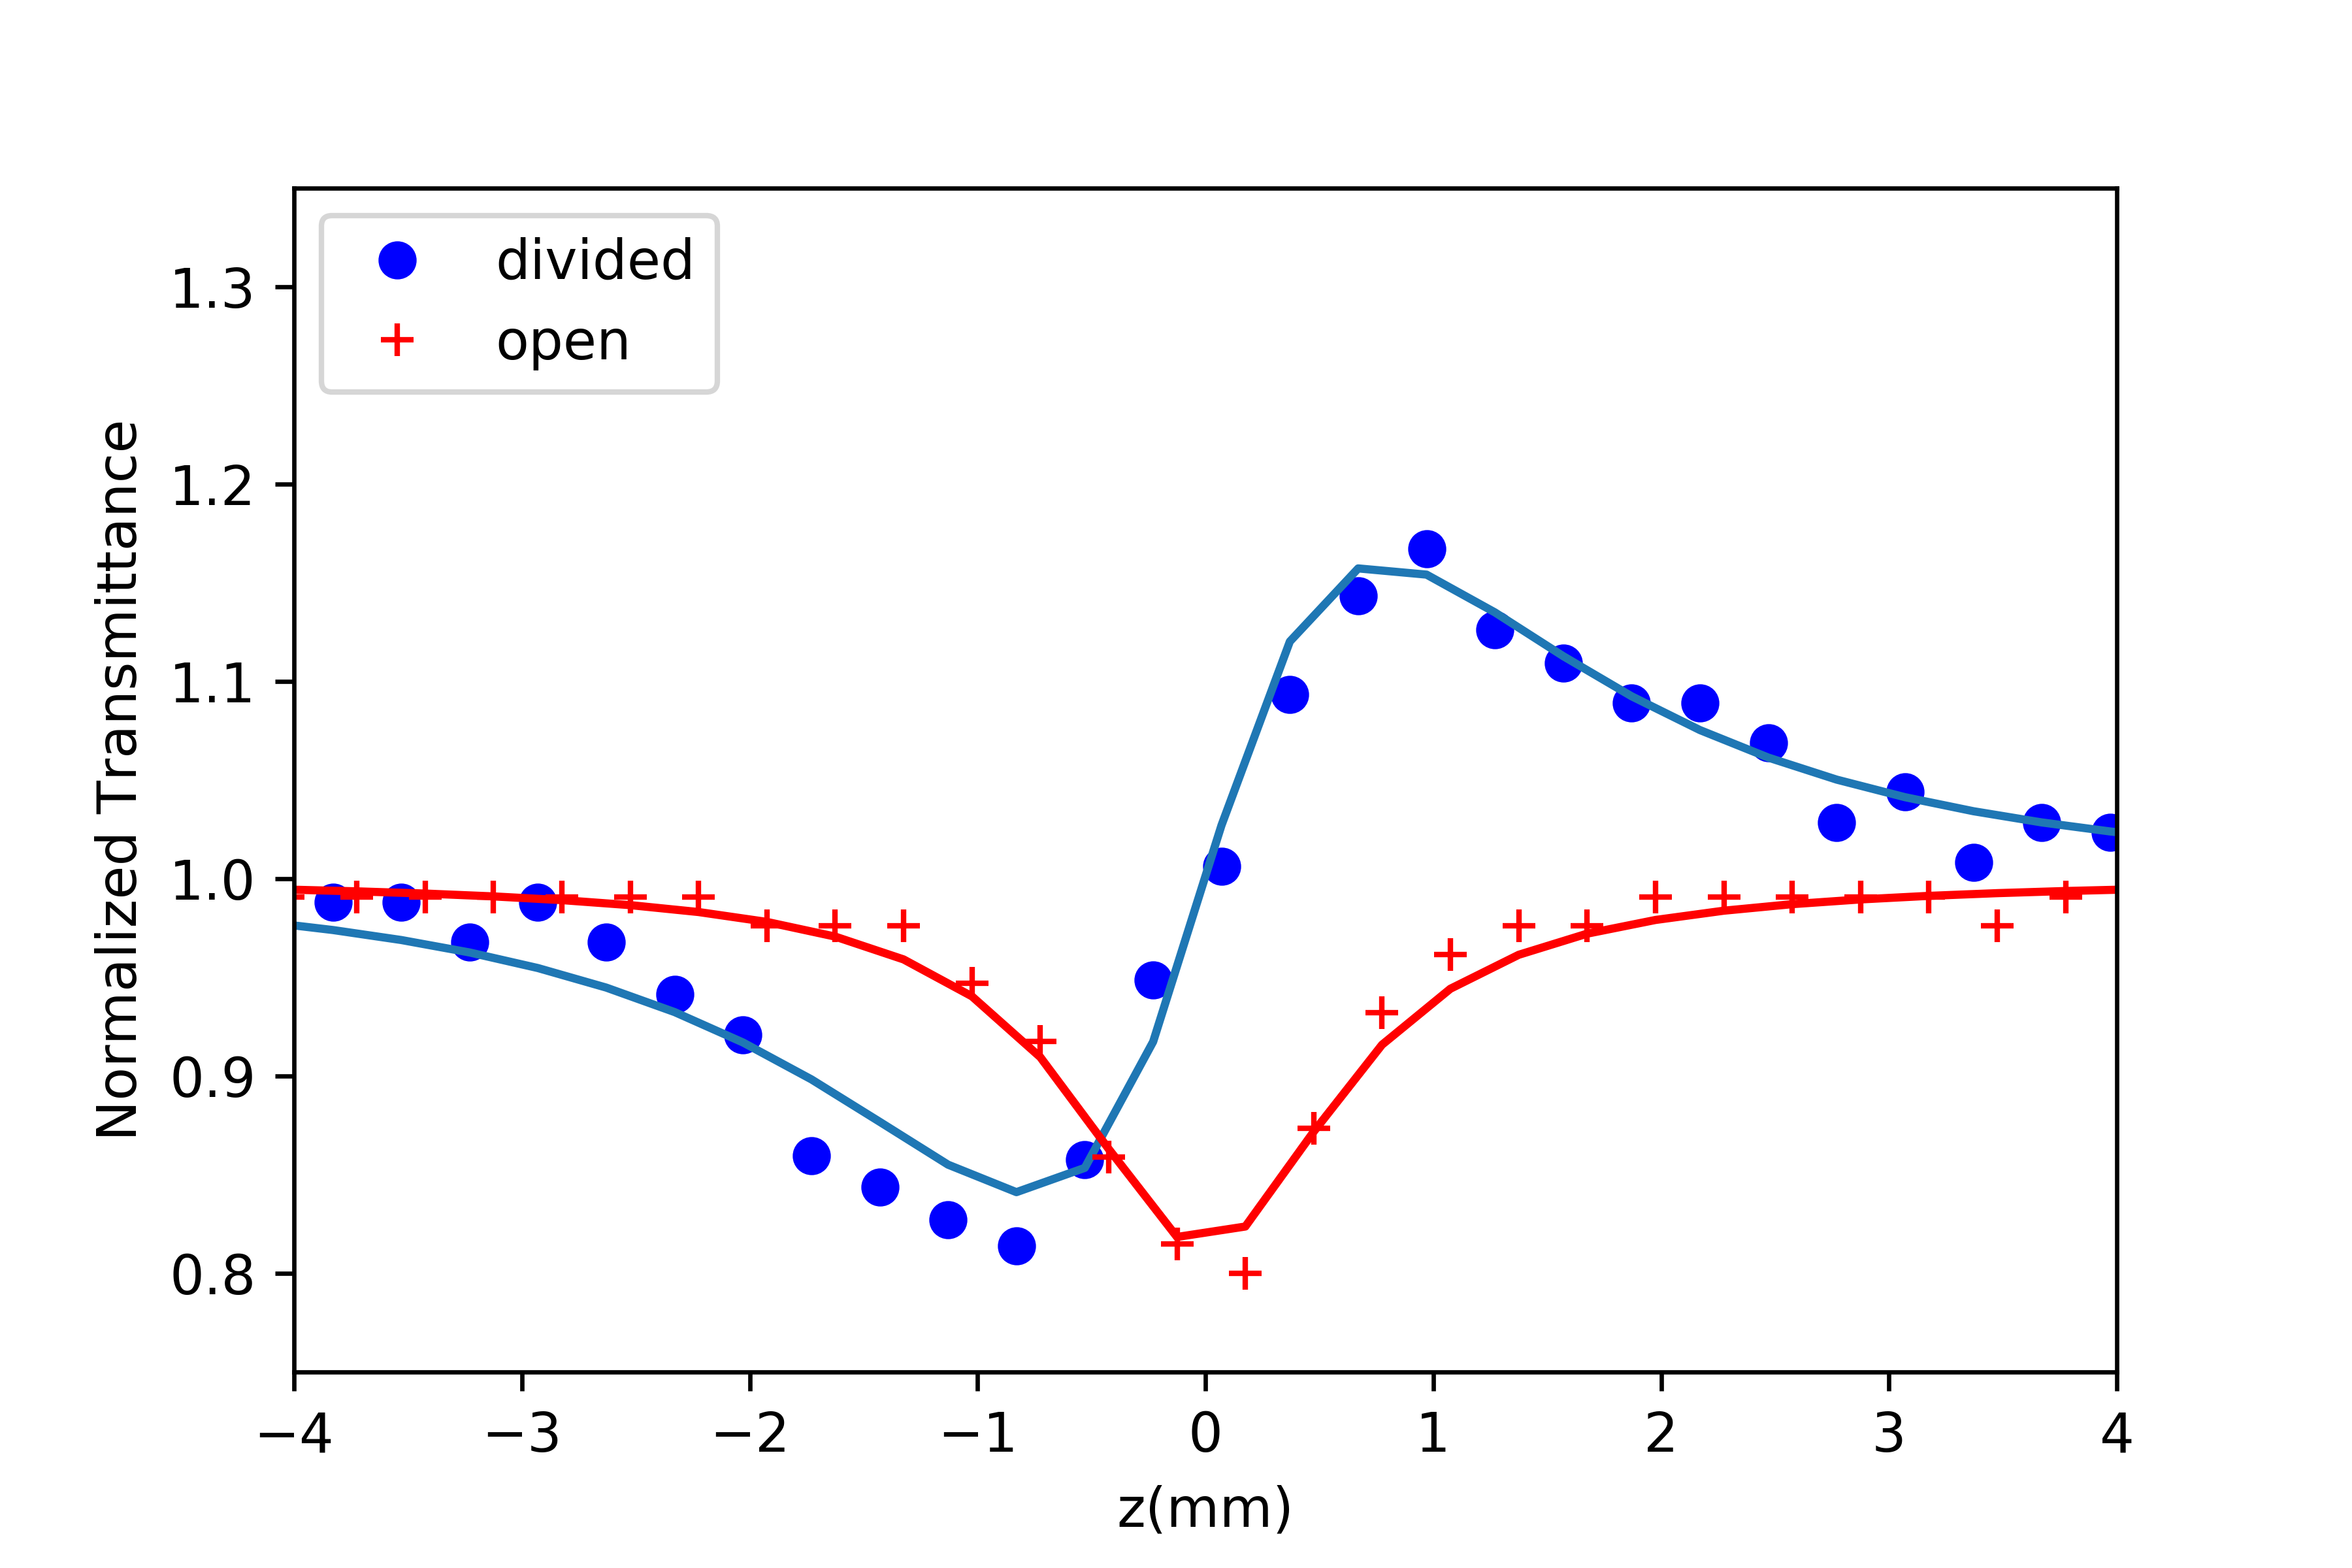 divided
open
Normalized Transmittance
1.3
1.2
1.1
1.0
0.9
0.8
−4 −3 −2 −1 0 1 2 3 4
z(mm)